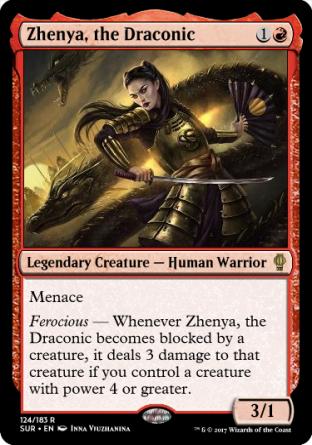 Zhenya, the Draconic 1
Legendary Creature — Human Warrior
Menace
Ferocious — Whenever Zhenya, the
Draconic becomes blocked by a
creature, it deals 3 damage to that
creature if you control a creature
with power 4 or greater.
3/1
124/183 R
SUR • EN Inna Vjuzhanina
™ & © 2017 Wizards of the Coast